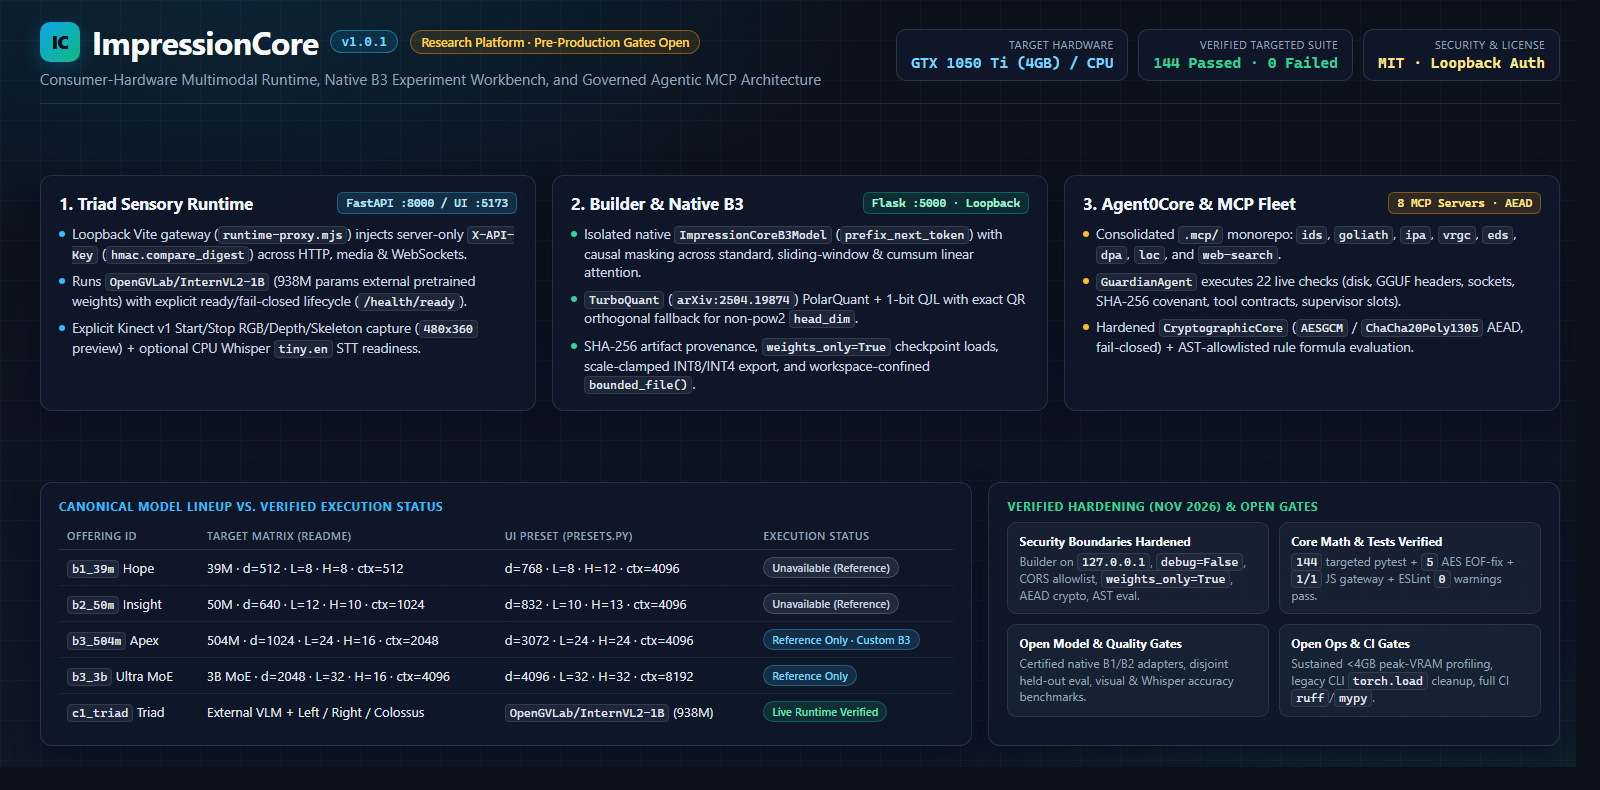 IC ImpressionCore v1.0.1 Research Platform · Pre-Production Gates Open
Consumer-Hardware Multimodal Runtime, Native B3 Experiment Workbench, and Governed Agentic MCP Architecture
TARGET HARDWARE
GTX 1050 Ti (4GB) / CPU
VERIFIED TARGETED SUITE
144 Passed · 0 Failed
SECURITY & LICENSE
MIT · Loopback Auth
1. Triad Sensory Runtime FastAPI :8000 / UI :5173
Loopback Vite gateway (runtime-proxy.mjs) injects server-only X-API-
Key (hmac.compare_digest) across HTTP, media & WebSockets.
Runs OpenGVLab/InternVL2-1B (938M params external pretrained
weights) with explicit ready/fail-closed lifecycle (/health/ready).
Explicit Kinect v1 Start/Stop RGB/Depth/Skeleton capture (480x360
preview) + optional CPU Whisper tiny.en STT readiness.
2. Builder & Native B3 Flask :5000 · Loopback
Isolated native ImpressionCoreB3Model (prefix_next_token) with
causal masking across standard, sliding-window & cumsum linear
attention.
TurboQuant (arXiv:2504.19874) PolarQuant + 1-bit QJL with exact QR
orthogonal fallback for non-pow2 head_dim.
SHA-256 artifact provenance, weights_only=True checkpoint loads,
scale-clamped INT8/INT4 export, and workspace-confined
bounded_file().
3. Agent0Core & MCP Fleet 8 MCP Servers · AEAD
Consolidated .mcp/ monorepo: ids, goliath, ipa, vrgc, eds,
dpa, loc, and web-search.
GuardianAgent executes 22 live checks (disk, GGUF headers, sockets,
SHA-256 covenant, tool contracts, supervisor slots).
Hardened CryptographicCore (AESGCM / ChaCha20Poly1305 AEAD,
fail-closed) + AST-allowlisted rule formula evaluation.
CANONICAL MODEL LINEUP VS. VERIFIED EXECUTION STATUS
OFFERING ID TARGET MATRIX (README) UI PRESET (PRESETS.PY) EXECUTION STATUS
b1_39m Hope 39M · d=512 · L=8 · H=8 · ctx=512 d=768 · L=8 · H=12 · ctx=4096 Unavailable (Reference)
b2_50m Insight 50M · d=640 · L=12 · H=10 · ctx=1024 d=832 · L=10 · H=13 · ctx=4096 Unavailable (Reference)
b3_504m Apex 504M · d=1024 · L=24 · H=16 · ctx=2048 d=3072 · L=24 · H=24 · ctx=4096 Reference Only · Custom B3
b3_3b Ultra MoE 3B MoE · d=2048 · L=32 · H=16 · ctx=4096 d=4096 · L=32 · H=32 · ctx=8192 Reference Only
c1_triad Triad External VLM + Left / Right / Colossus OpenGVLab/InternVL2-1B (938M) Live Runtime Verified
VERIFIED HARDENING (NOV 2026) & OPEN GATES
Security Boundaries Hardened
Builder on 127.0.0.1, debug=False,
CORS allowlist, weights_only=True,
AEAD crypto, AST eval.
Core Math & Tests Verified
144 targeted pytest + 5 AES EOF-fix +
1/1 JS gateway + ESLint 0 warnings
pass.
Open Model & Quality Gates
Certified native B1/B2 adapters, disjoint
held-out eval, visual & Whisper accuracy
benchmarks.
Open Ops & CI Gates
Sustained <4GB peak-VRAM profiling,
legacy CLI torch.load cleanup, full CI
ruff/mypy.